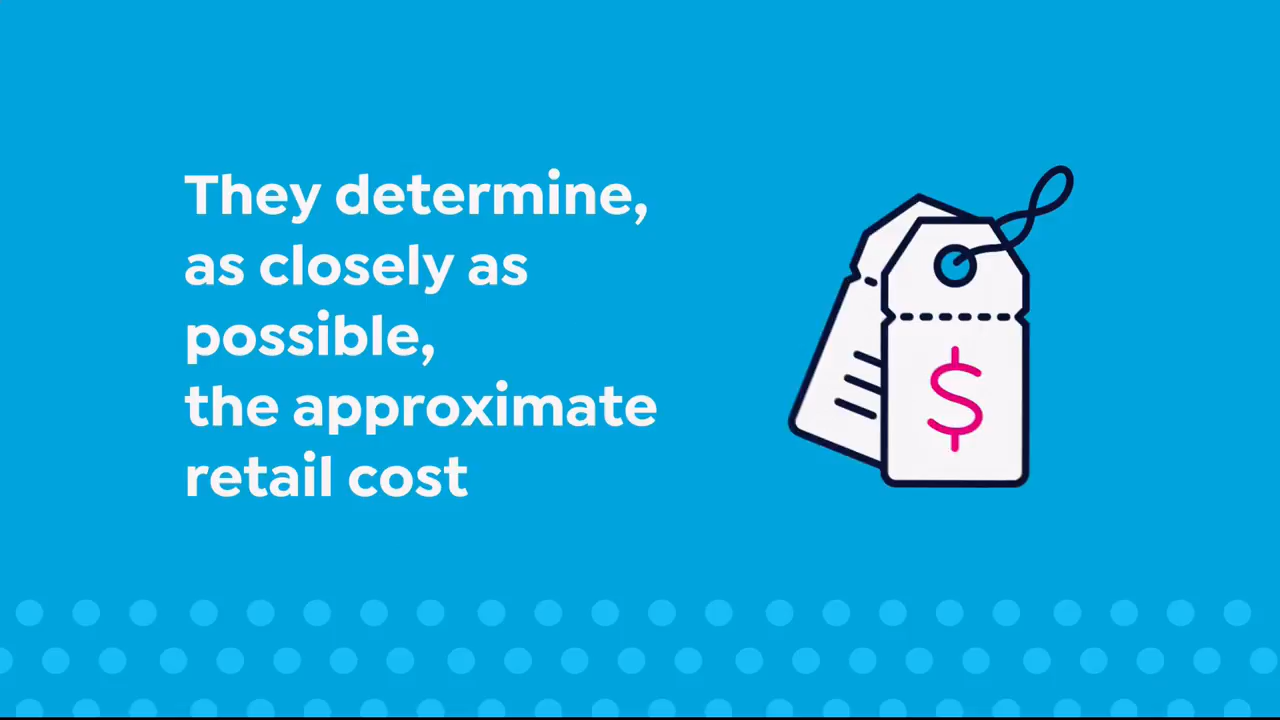 They determine,
as closely as
possible,
the approximate
retail cost
$